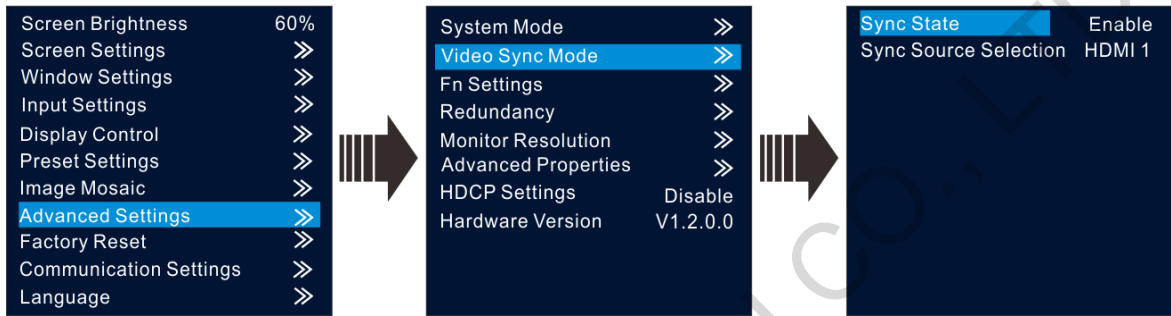 Screen Brightness 60%
Screen Settings
Window Settings
Input Settings
Display Control
Preset Settings
Image Mosaic
Advanced Settings
Factory Reset
Communication Settings
Language
System Mode
Video Sync Mode
Fn Settings
Redundancy
Monitor Resolution
Advanced Properties
HDCP Settings Disable
Hardware Version V1.2.0.0
Sync State Enable
Sync Source Selection HDMI 1
CO., LTD